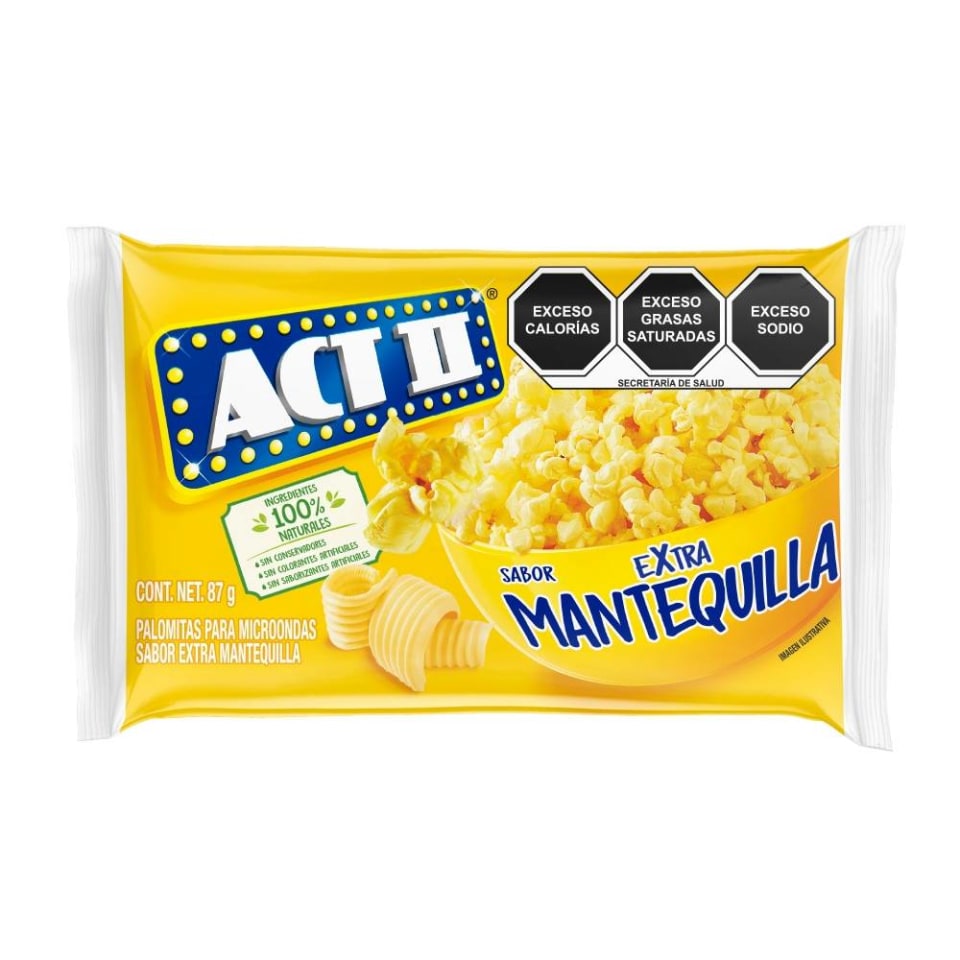 ACT II®
EXCESO
CALORÍAS
EXCESO
GRASAS
SATURADAS
EXCESO
SODIO
SECRETARÍA DE SALUD
INGREDIENTES
100%
NATURALES
SIN CONSERVADORES
SIN COLORANTES ARTIFICIALES
SIN SABORIZANTES ARTIFICIALES
CONT. NET. 87 g
PALOMITAS PARA MICROONDAS
SABOR EXTRA MANTEQUILLA
SABOR
EXTRA
MANTEQUILLA
IMAGEN ILUSTRATIVA